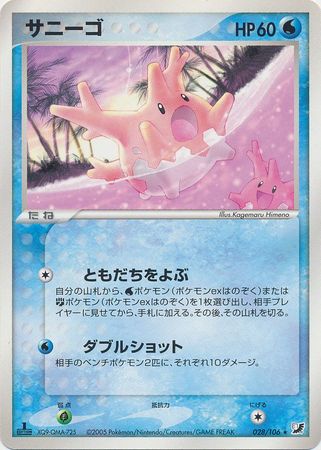 サニーゴ HP60
たね
Illus.Kagemaru Himeno
ともだちをよぶ
自分の山札から、ポケモン（ポケモンexはのぞく）または
ポケモン（ポケモンexはのぞく）を1枚選び出し、相手プレイ
ヤーに見せてから、手札に加える。その後、その山札を切る。
ダブルショット
相手のベンチポケモン2匹に、それぞれ10ダメージ。
弱点 抵抗力 にげる
1
XQ9-QMA-725 ©2005 Pokémon/Nintendo/Creatures/GAME FREAK 028/106